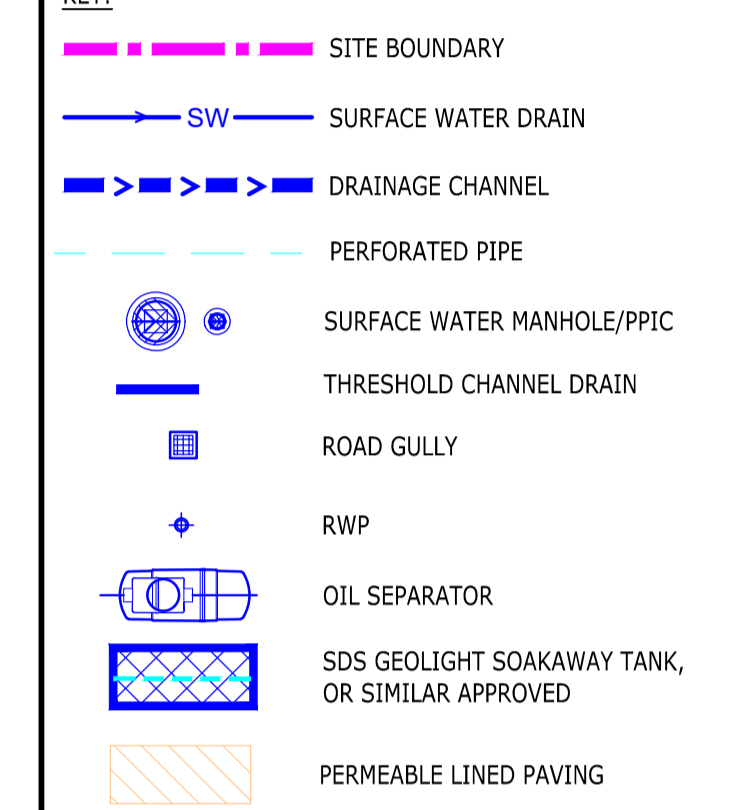 KEY:
SITE BOUNDARY
SW SURFACE WATER DRAIN
DRAINAGE CHANNEL
PERFORATED PIPE
SURFACE WATER MANHOLE/PPIC
THRESHOLD CHANNEL DRAIN
ROAD GULLY
RWP
OIL SEPARATOR
SDS GEOLIGHT SOAKAWAY TANK,
OR SIMILAR APPROVED
PERMEABLE LINED PAVING